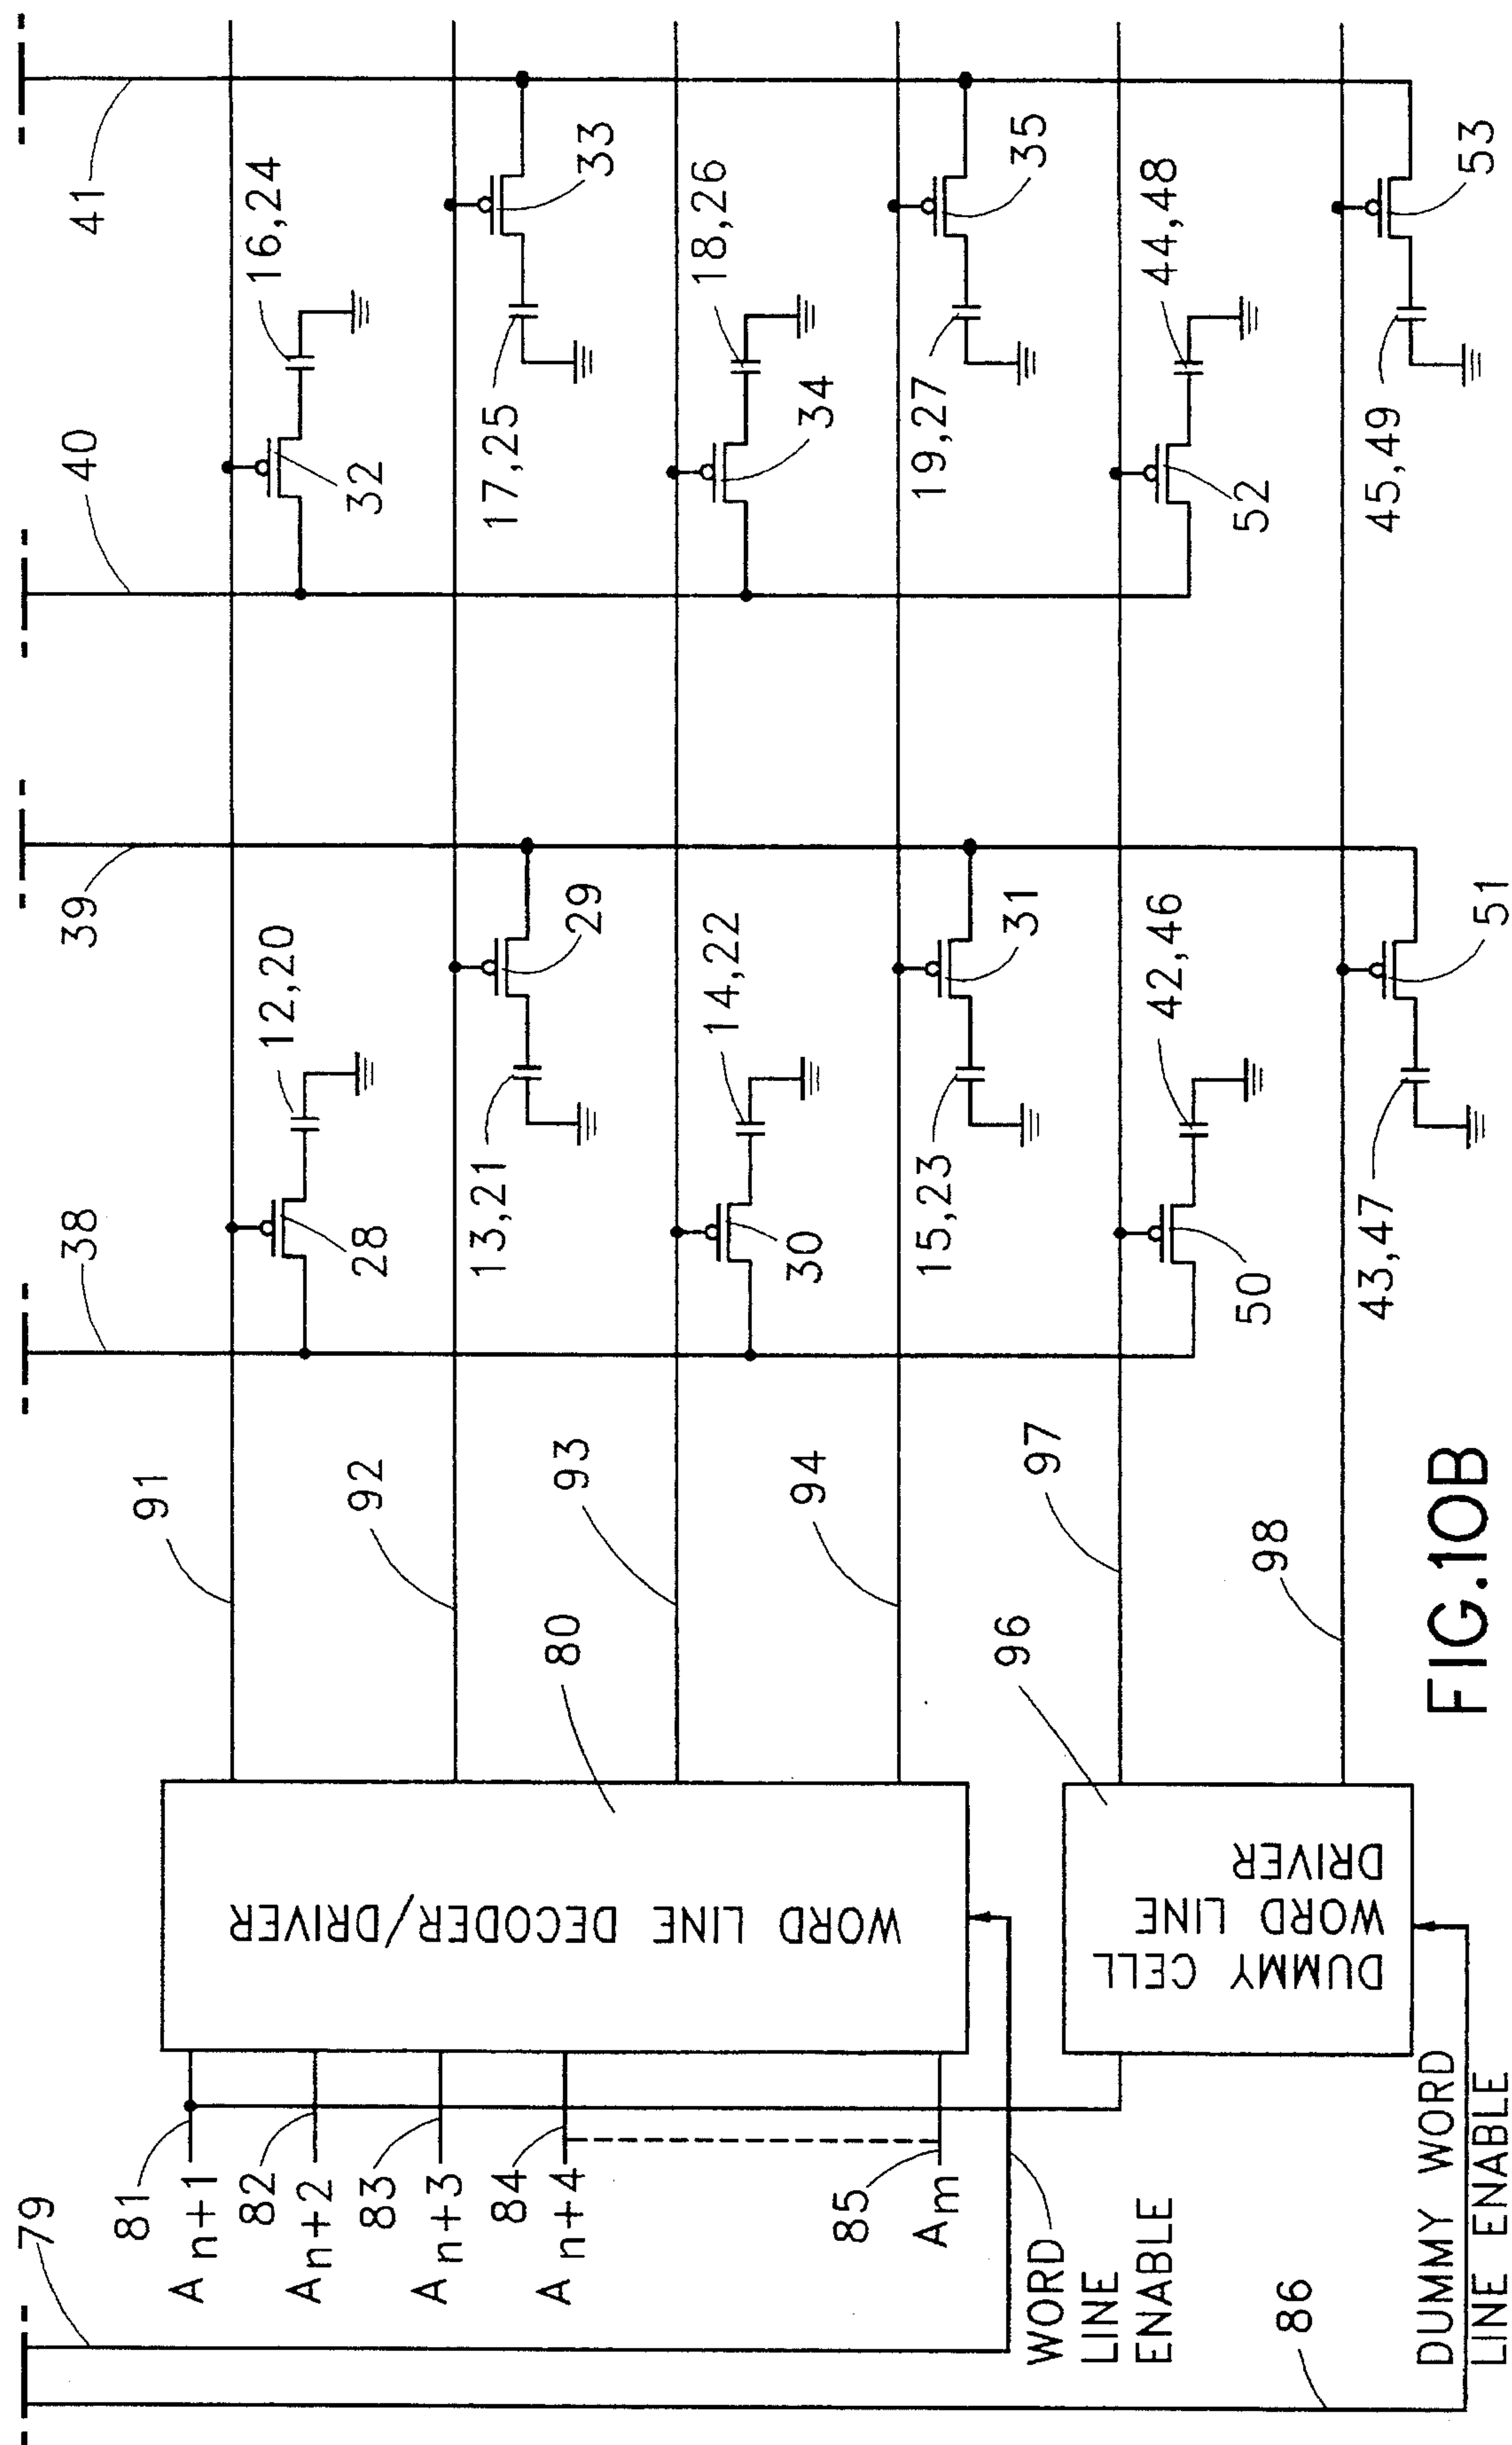 79
81
A n+1
82
A n+2
83
A n+3
84
A n+4
85
A m
WORD
LINE
ENABLE
86
DUMMY WORD
LINE ENABLE
WORD LINE DECODER/DRIVER
80
DUMMY CELL
WORD LINE
DRIVER
96
91
92
93
94
97
98
38
39
40
41
28
12,20
13,21
29
30
14,22
15,23
31
50
42,46
43,47
51
32
16,24
17,25
33
34
18,26
19,27
35
52
44,48
45,49
53
FIG.10B